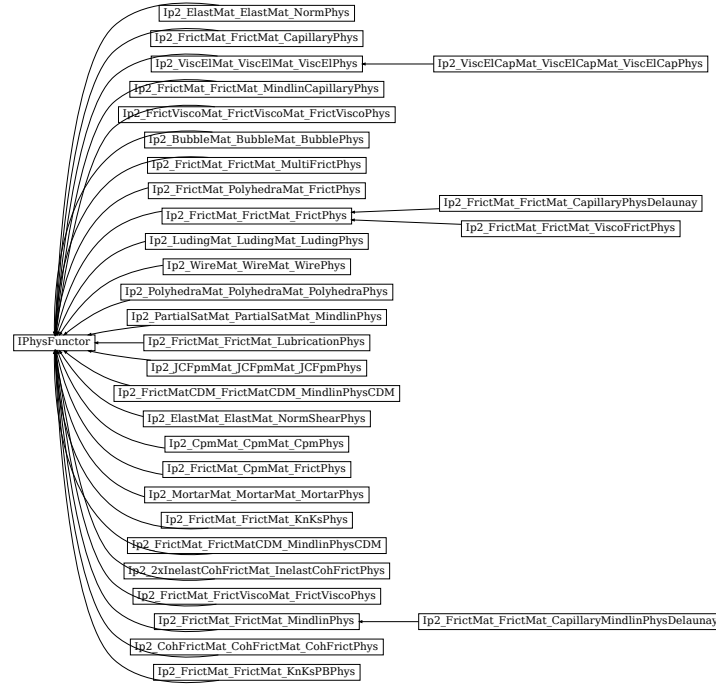 Ip2_ElastMat_ElastMat_NormPhys
Ip2_FrictMat_FrictMat_CapillaryPhys
Ip2_ViscElMat_ViscElMat_ViscElPhys
Ip2_ViscElCapMat_ViscElCapMat_ViscElCapPhys
Ip2_FrictMat_FrictMat_MindlinCapillaryPhys
Ip2_FrictViscoMat_FrictViscoMat_FrictViscoPhys
Ip2_BubbleMat_BubbleMat_BubblePhys
Ip2_FrictMat_FrictMat_MultiFrictPhys
Ip2_FrictMat_PolyhedraMat_FrictPhys
Ip2_FrictMat_FrictMat_CapillaryPhysDelaunay
Ip2_FrictMat_FrictMat_FrictPhys
Ip2_FrictMat_FrictMat_ViscoFrictPhys
Ip2_LudingMat_LudingMat_LudingPhys
Ip2_WireMat_WireMat_WirePhys
Ip2_PolyhedraMat_PolyhedraMat_PolyhedraPhys
Ip2_PartialSatMat_PartialSatMat_MindlinPhys
IPhysFunctor
Ip2_FrictMat_FrictMat_LubricationPhys
Ip2_JCFpmMat_JCFpmMat_JCFpmPhys
Ip2_FrictMatCDM_FrictMatCDM_MindlinPhysCDM
Ip2_ElastMat_ElastMat_NormShearPhys
Ip2_CpmMat_CpmMat_CpmPhys
Ip2_FrictMat_CpmMat_FrictPhys
Ip2_MortarMat_MortarMat_MortarPhys
Ip2_FrictMat_FrictMat_KnKsPhys
Ip2_FrictMat_FrictMatCDM_MindlinPhysCDM
Ip2_2xInelastCohFrictMat_InelastCohFrictPhys
Ip2_FrictMat_FrictViscoMat_FrictViscoPhys
Ip2_FrictMat_FrictMat_MindlinPhys
Ip2_FrictMat_FrictMat_CapillaryMindlinPhysDelaunay
Ip2_CohFrictMat_CohFrictMat_CohFrictPhys
Ip2_FrictMat_FrictMat_KnKsPBPhys